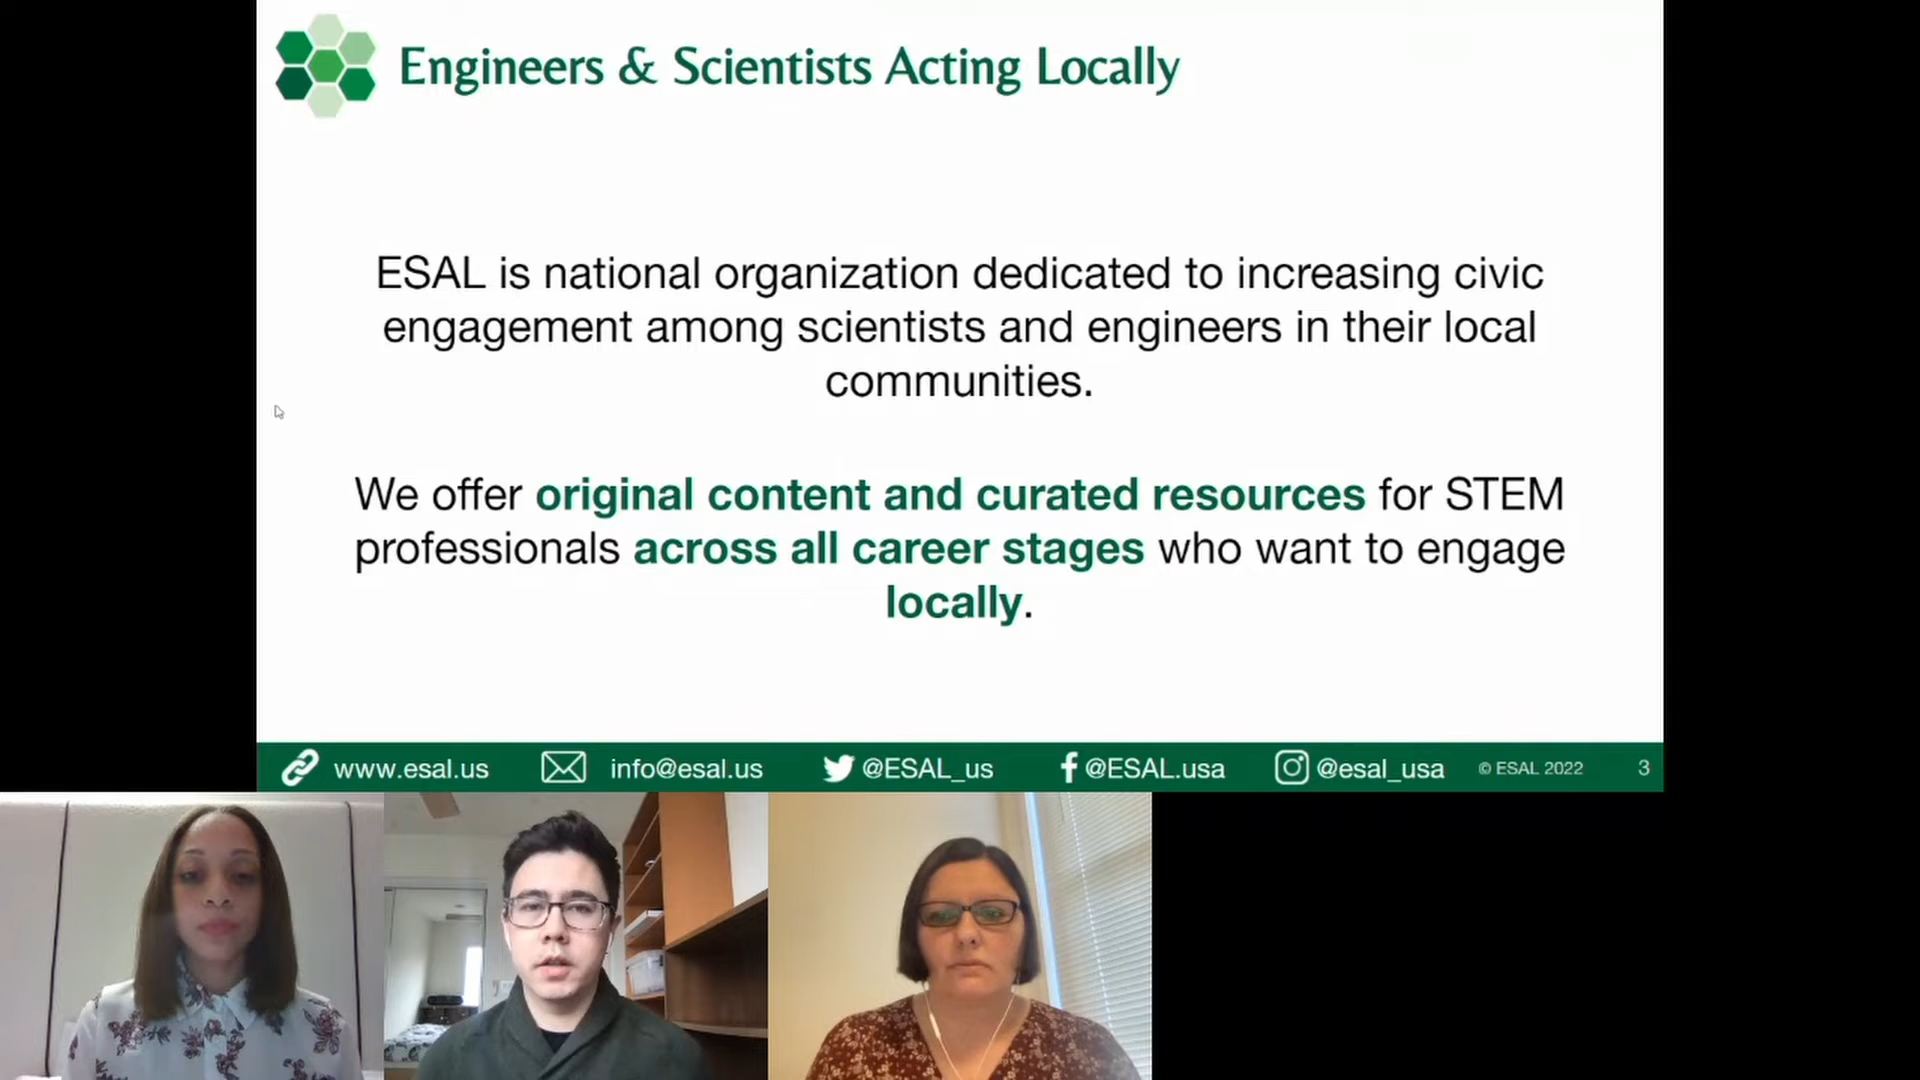 Engineers & Scientists Acting Locally
ESAL is national organization dedicated to increasing civic
engagement among scientists and engineers in their local
communities.
We offer original content and curated resources for STEM
professionals across all career stages who want to engage
locally.
www.esal.us info@esal.us @ESAL_us @ESAL.usa @esal_usa © ESAL 2022 3